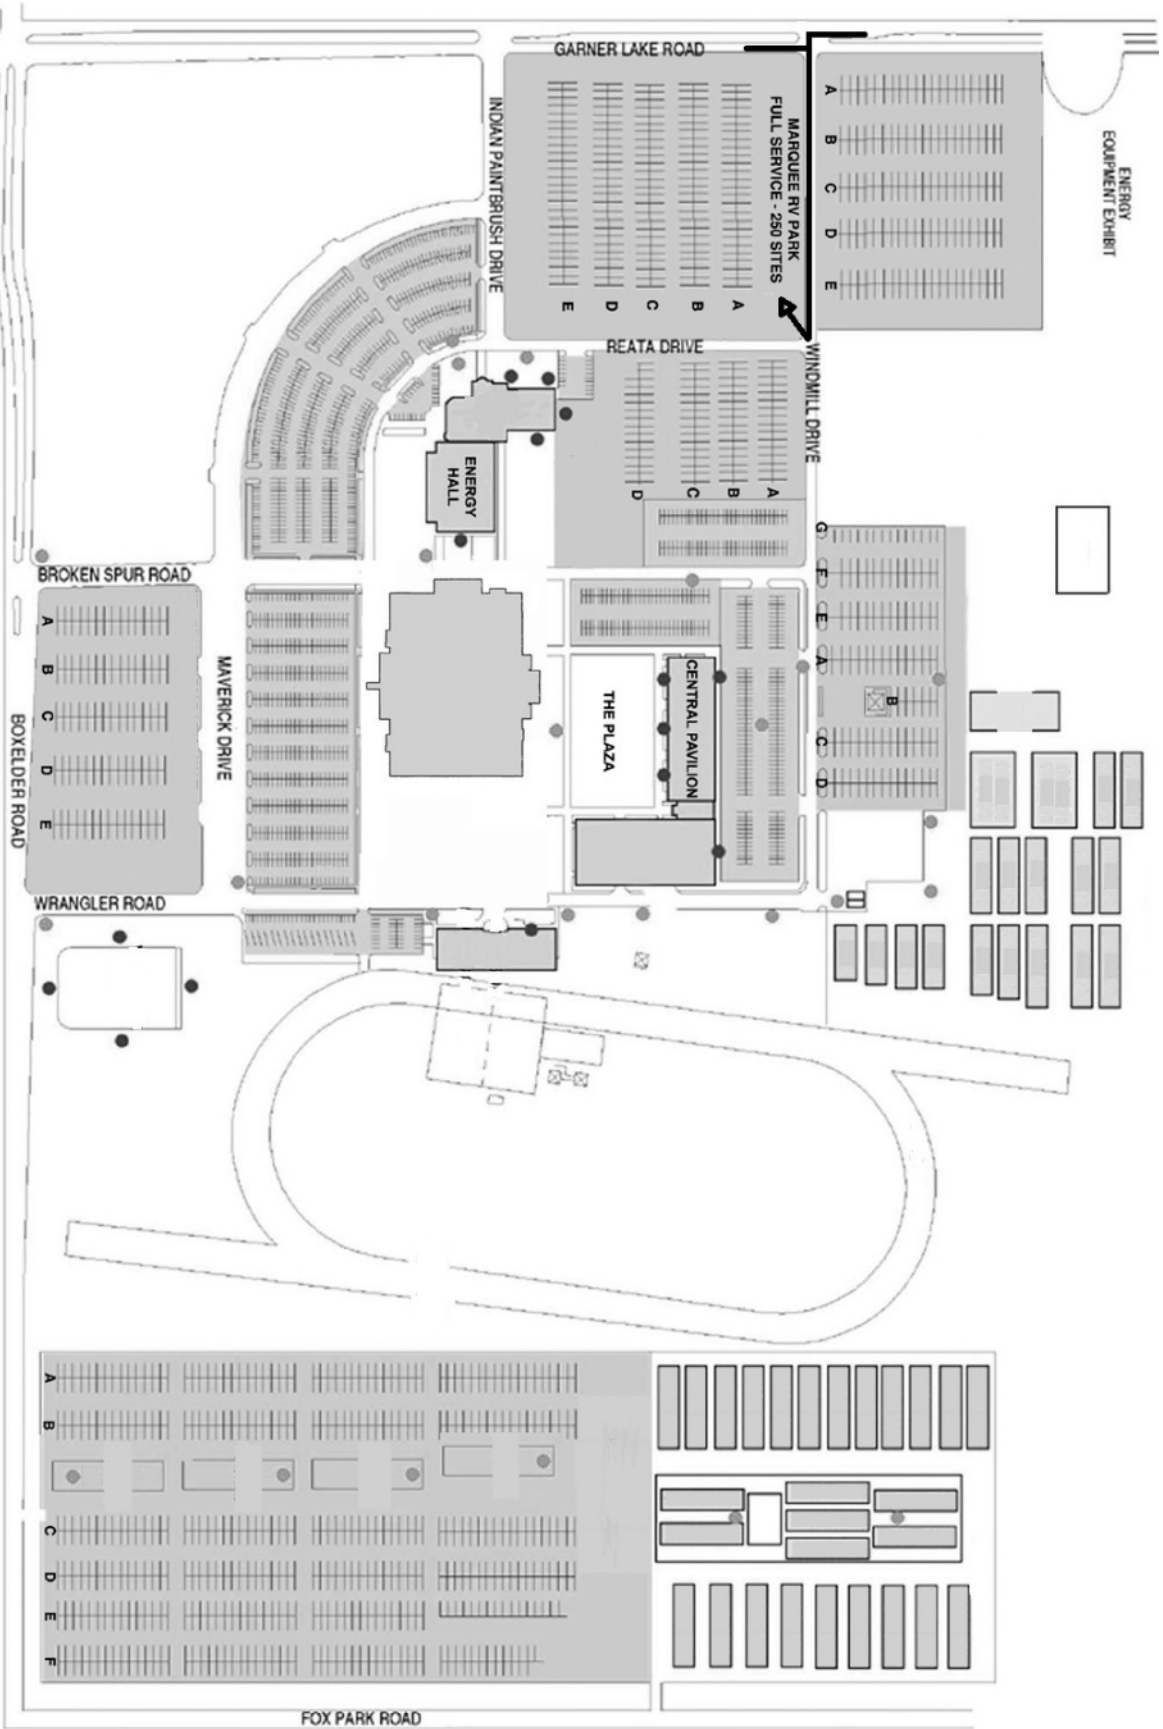 GARNER LAKE ROAD
INDIAN PAINTBRUSH DRIVE
MARQUEE RV PARK
FULL SERVICE - 250 SITES
A
B
C
D
E
ENERGY
EQUIPMENT EXHIBIT
E
D
C
B
A
REATA DRIVE
WINDMILL DRIVE
ENERGY
HALL
D
C
B
A
G
F
E
A
B
C
D
BROKEN SPUR ROAD
A
B
C
D
E
MAVERICK DRIVE
BOXELDER ROAD
THE PLAZA
CENTRAL PAVILION
WRANGLER ROAD
A
B
C
D
E
F
FOX PARK ROAD